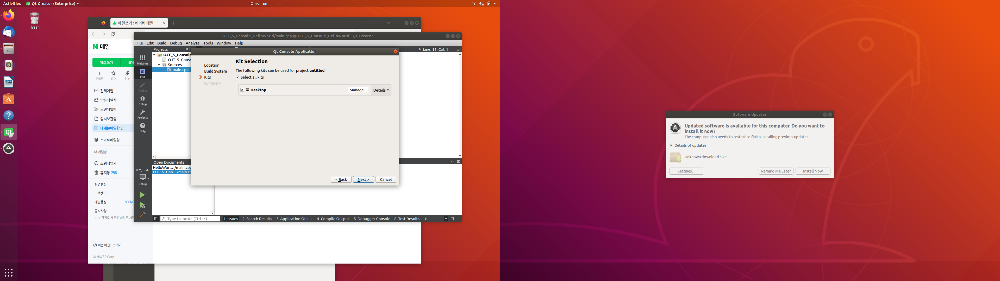 Activities
Qt Creator (Enterprise)
목 15 : 06
Trash
메일쓰기 : 네이버 메일
N 메일
메일 쓰기
내게
1
안읽음
중요
첨부
전체메일
받은메일함
보낸메일함
임시보관함
내게쓴메일함 1
스마트메일함
내 메일함
스팸메일함
휴지통 256
환경설정
고객센터
메일용량
공지사항
IE11 환경도 새로운 메일로
이전 버전으로 가기
© NAVER Corp.
Other Locations
OJT_5_Console_HelloWorld/main.cpp @ OJT_5_Console_HelloWorld - Qt Creator
File Edit Build Debug Analyze Tools Window Help
Projects
Line: 11, Col: 1
OJT_5_Console
OJT_5_Conso
Sources
main.cpp
Welcome
Edit
Design
Debug
Projects
Help
OJT_...orld
Debug
Open Documents
HelloWorl.../main.cpp
OJT_5_Con.../main.cp
Type to locate (Ctrl+K)
1 Issues
2 Search Results
3 Application Out...
4 Compile Output
5 Debugger Console
8 Test Results
Qt Console Application
Location
Build System
Kits
Summary
Kit Selection
The following kits can be used for project untitled:
Select all kits
Desktop
Manage...
Details
< Back
Next >
Cancel
Software Updater
Updated software is available for this computer. Do you want to
install it now?
The computer also needs to restart to finish installing previous updates.
Details of updates
Unknown download size.
Settings...
Remind Me Later
Install Now